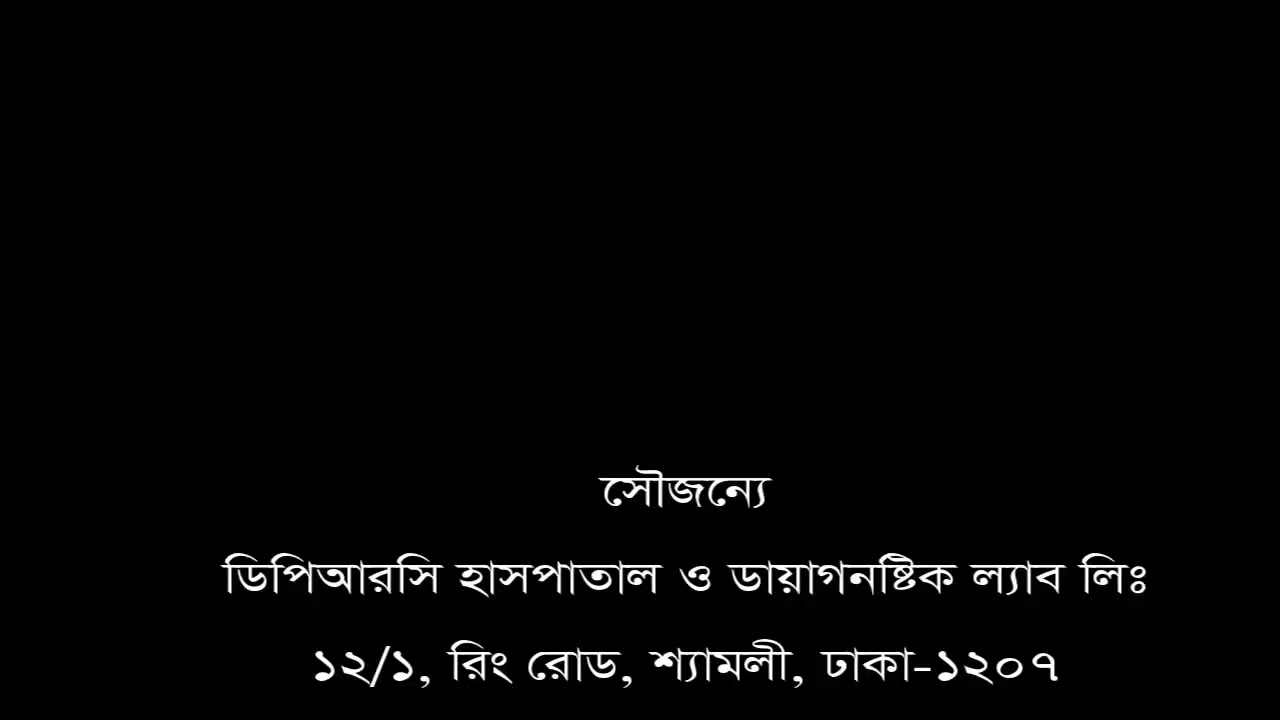 সৌজন্যে
ডিপিআরসি হাসপাতাল ও ডায়াগনষ্টিক ল্যাব লিঃ
১২/১, রিং রোড, শ্যামলী, ঢাকা-১২০৭